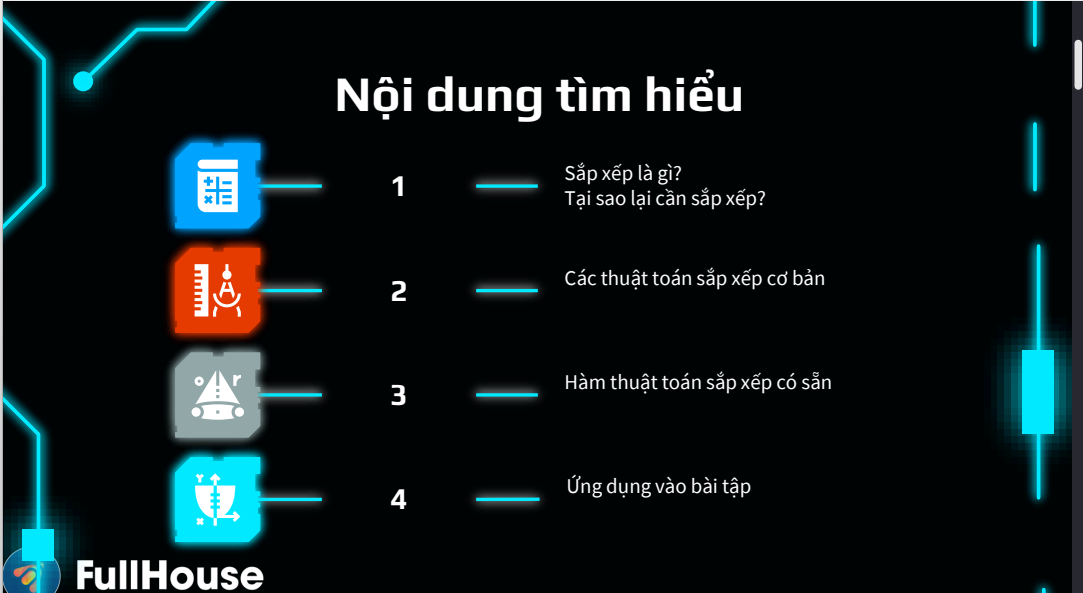 Nội dung tìm hiểu
1
Sắp xếp là gì?
Tại sao lại cần sắp xếp?
2
Các thuật toán sắp xếp cơ bản
3
Hàm thuật toán sắp xếp có sẵn
4
Ứng dụng vào bài tập
FullHouse